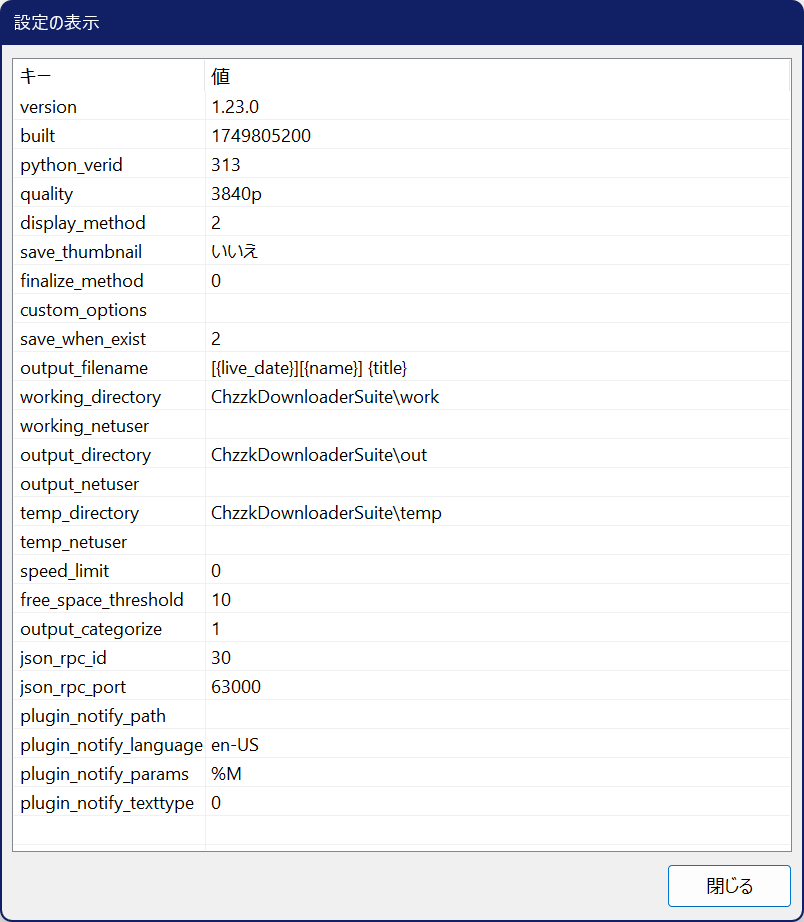 設定の表示
キー 値
version 1.23.0
built 1749805200
python_verid 313
quality 3840p
display_method 2
save_thumbnail いいえ
finalize_method 0
custom_options
save_when_exist 2
output_filename [{live_date}][{name}] {title}
working_directory ChzzkDownloaderSuite\work
working_netuser
output_directory ChzzkDownloaderSuite\out
output_netuser
temp_directory ChzzkDownloaderSuite\temp
temp_netuser
speed_limit 0
free_space_threshold 10
output_categorize 1
json_rpc_id 30
json_rpc_port 63000
plugin_notify_path
plugin_notify_language en-US
plugin_notify_params %M
plugin_notify_texttype 0
閉じる